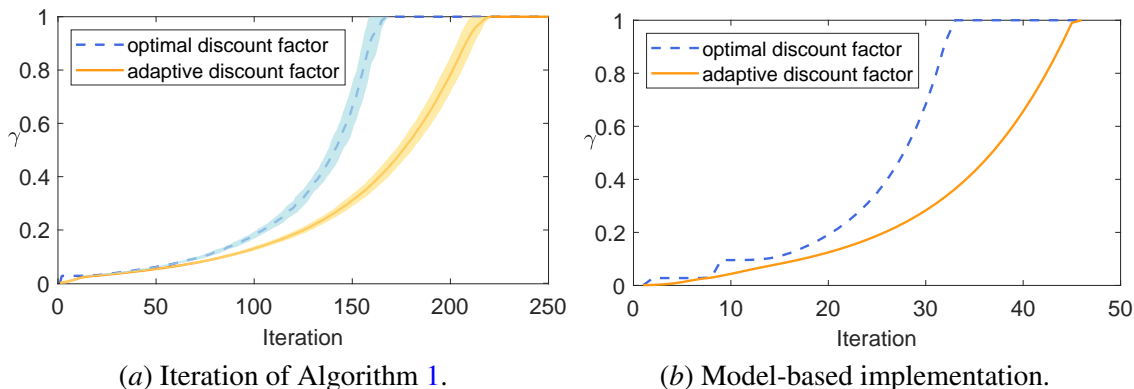 1
0.8
0.6
0.4
0.2
0
γ
optimal discount factor
adaptive discount factor
0 50 100 150 200 250
Iteration
(a) Iteration of Algorithm 1.
1
0.8
0.6
0.4
0.2
0
γ
optimal discount factor
adaptive discount factor
0 10 20 30 40 50
Iteration
(b) Model-based implementation.